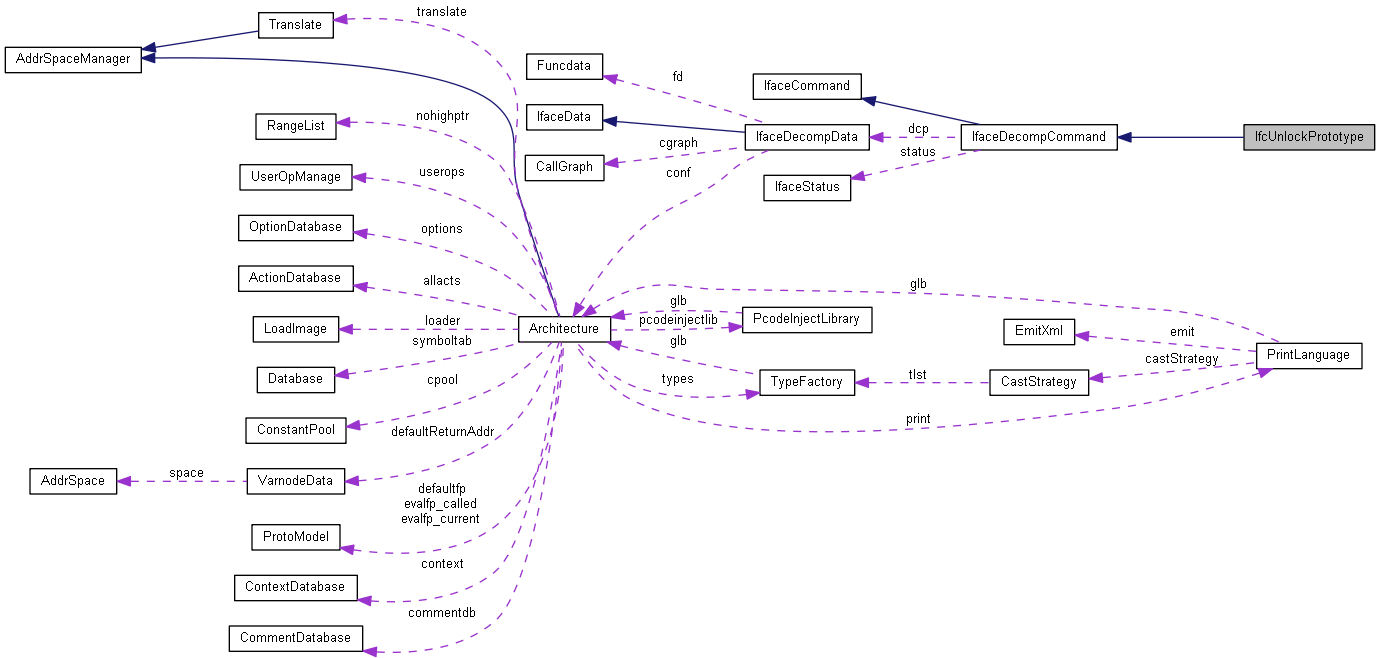 translate
Translate
AddrSpaceManager
Funcdata
fd
IfaceCommand
nohighptr
RangeList
IfaceData
IfaceDecompData
dcp
IfaceDecompCommand
IfcUnlockPrototype
cgraph
status
CallGraph
conf
userops
UserOpManage
IfaceStatus
options
OptionDatabase
allacts
ActionDatabase
glb
glb
loader
LoadImage
Architecture
pcodeinjectlib
PcodeInjectLibrary
EmitXml
emit
symboltab
glb
castStrategy
PrintLanguage
Database
cpool
types
TypeFactory
tlst
CastStrategy
print
ConstantPool
defaultReturnAddr
AddrSpace
space
VarnodeData
defaultfp
evalfp_called
evalfp_current
ProtoModel
context
ContextDatabase
commentdb
CommentDatabase